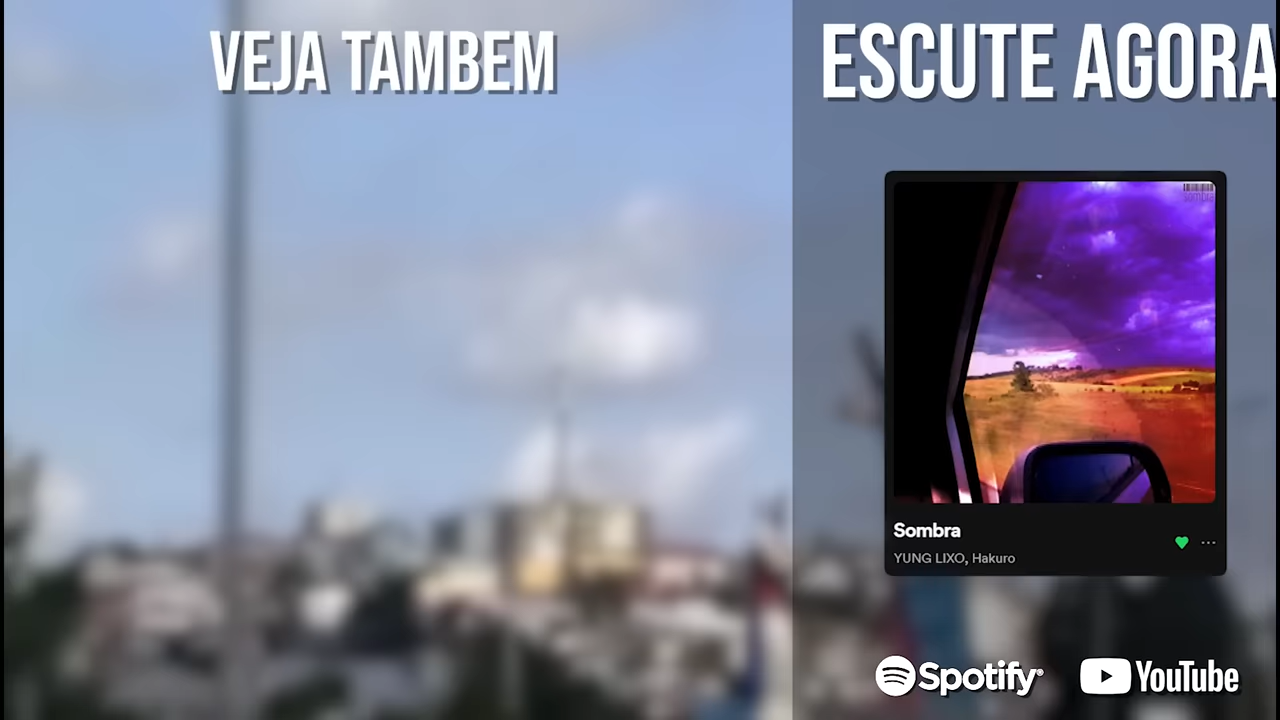 VEJA TAMBEM
ESCUTE AGORA
Sombra
YUNG LIXO, Hakuro
Spotify
YouTube